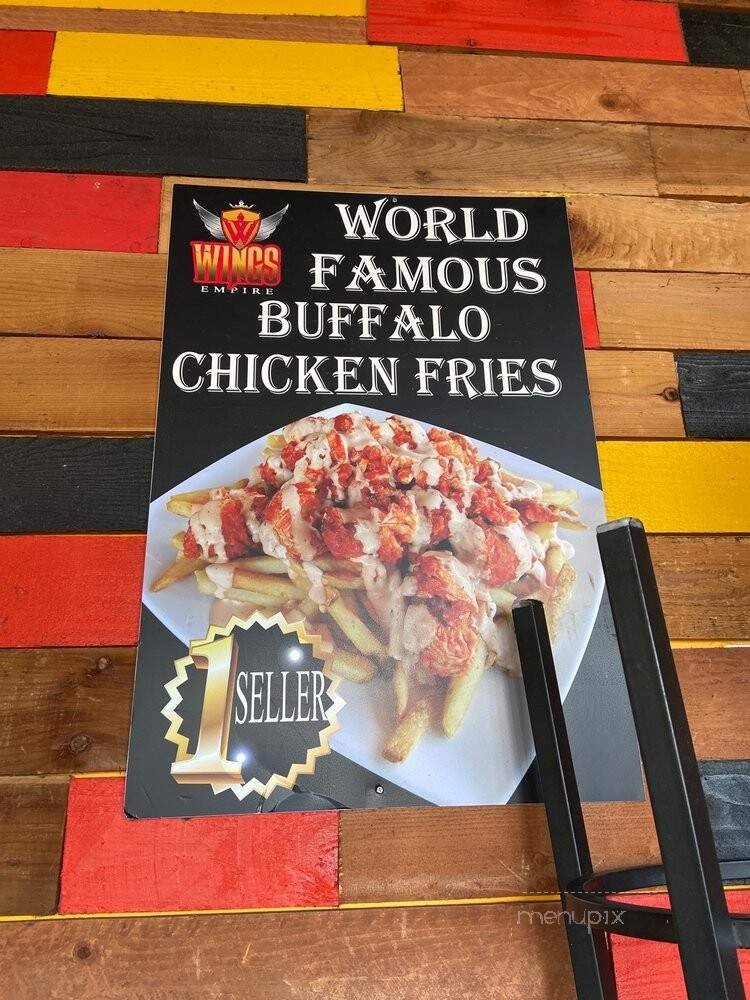 WINGS
EMPIRE
WORLD
FAMOUS
BUFFALO
CHICKEN FRIES
1 SELLER
menupix